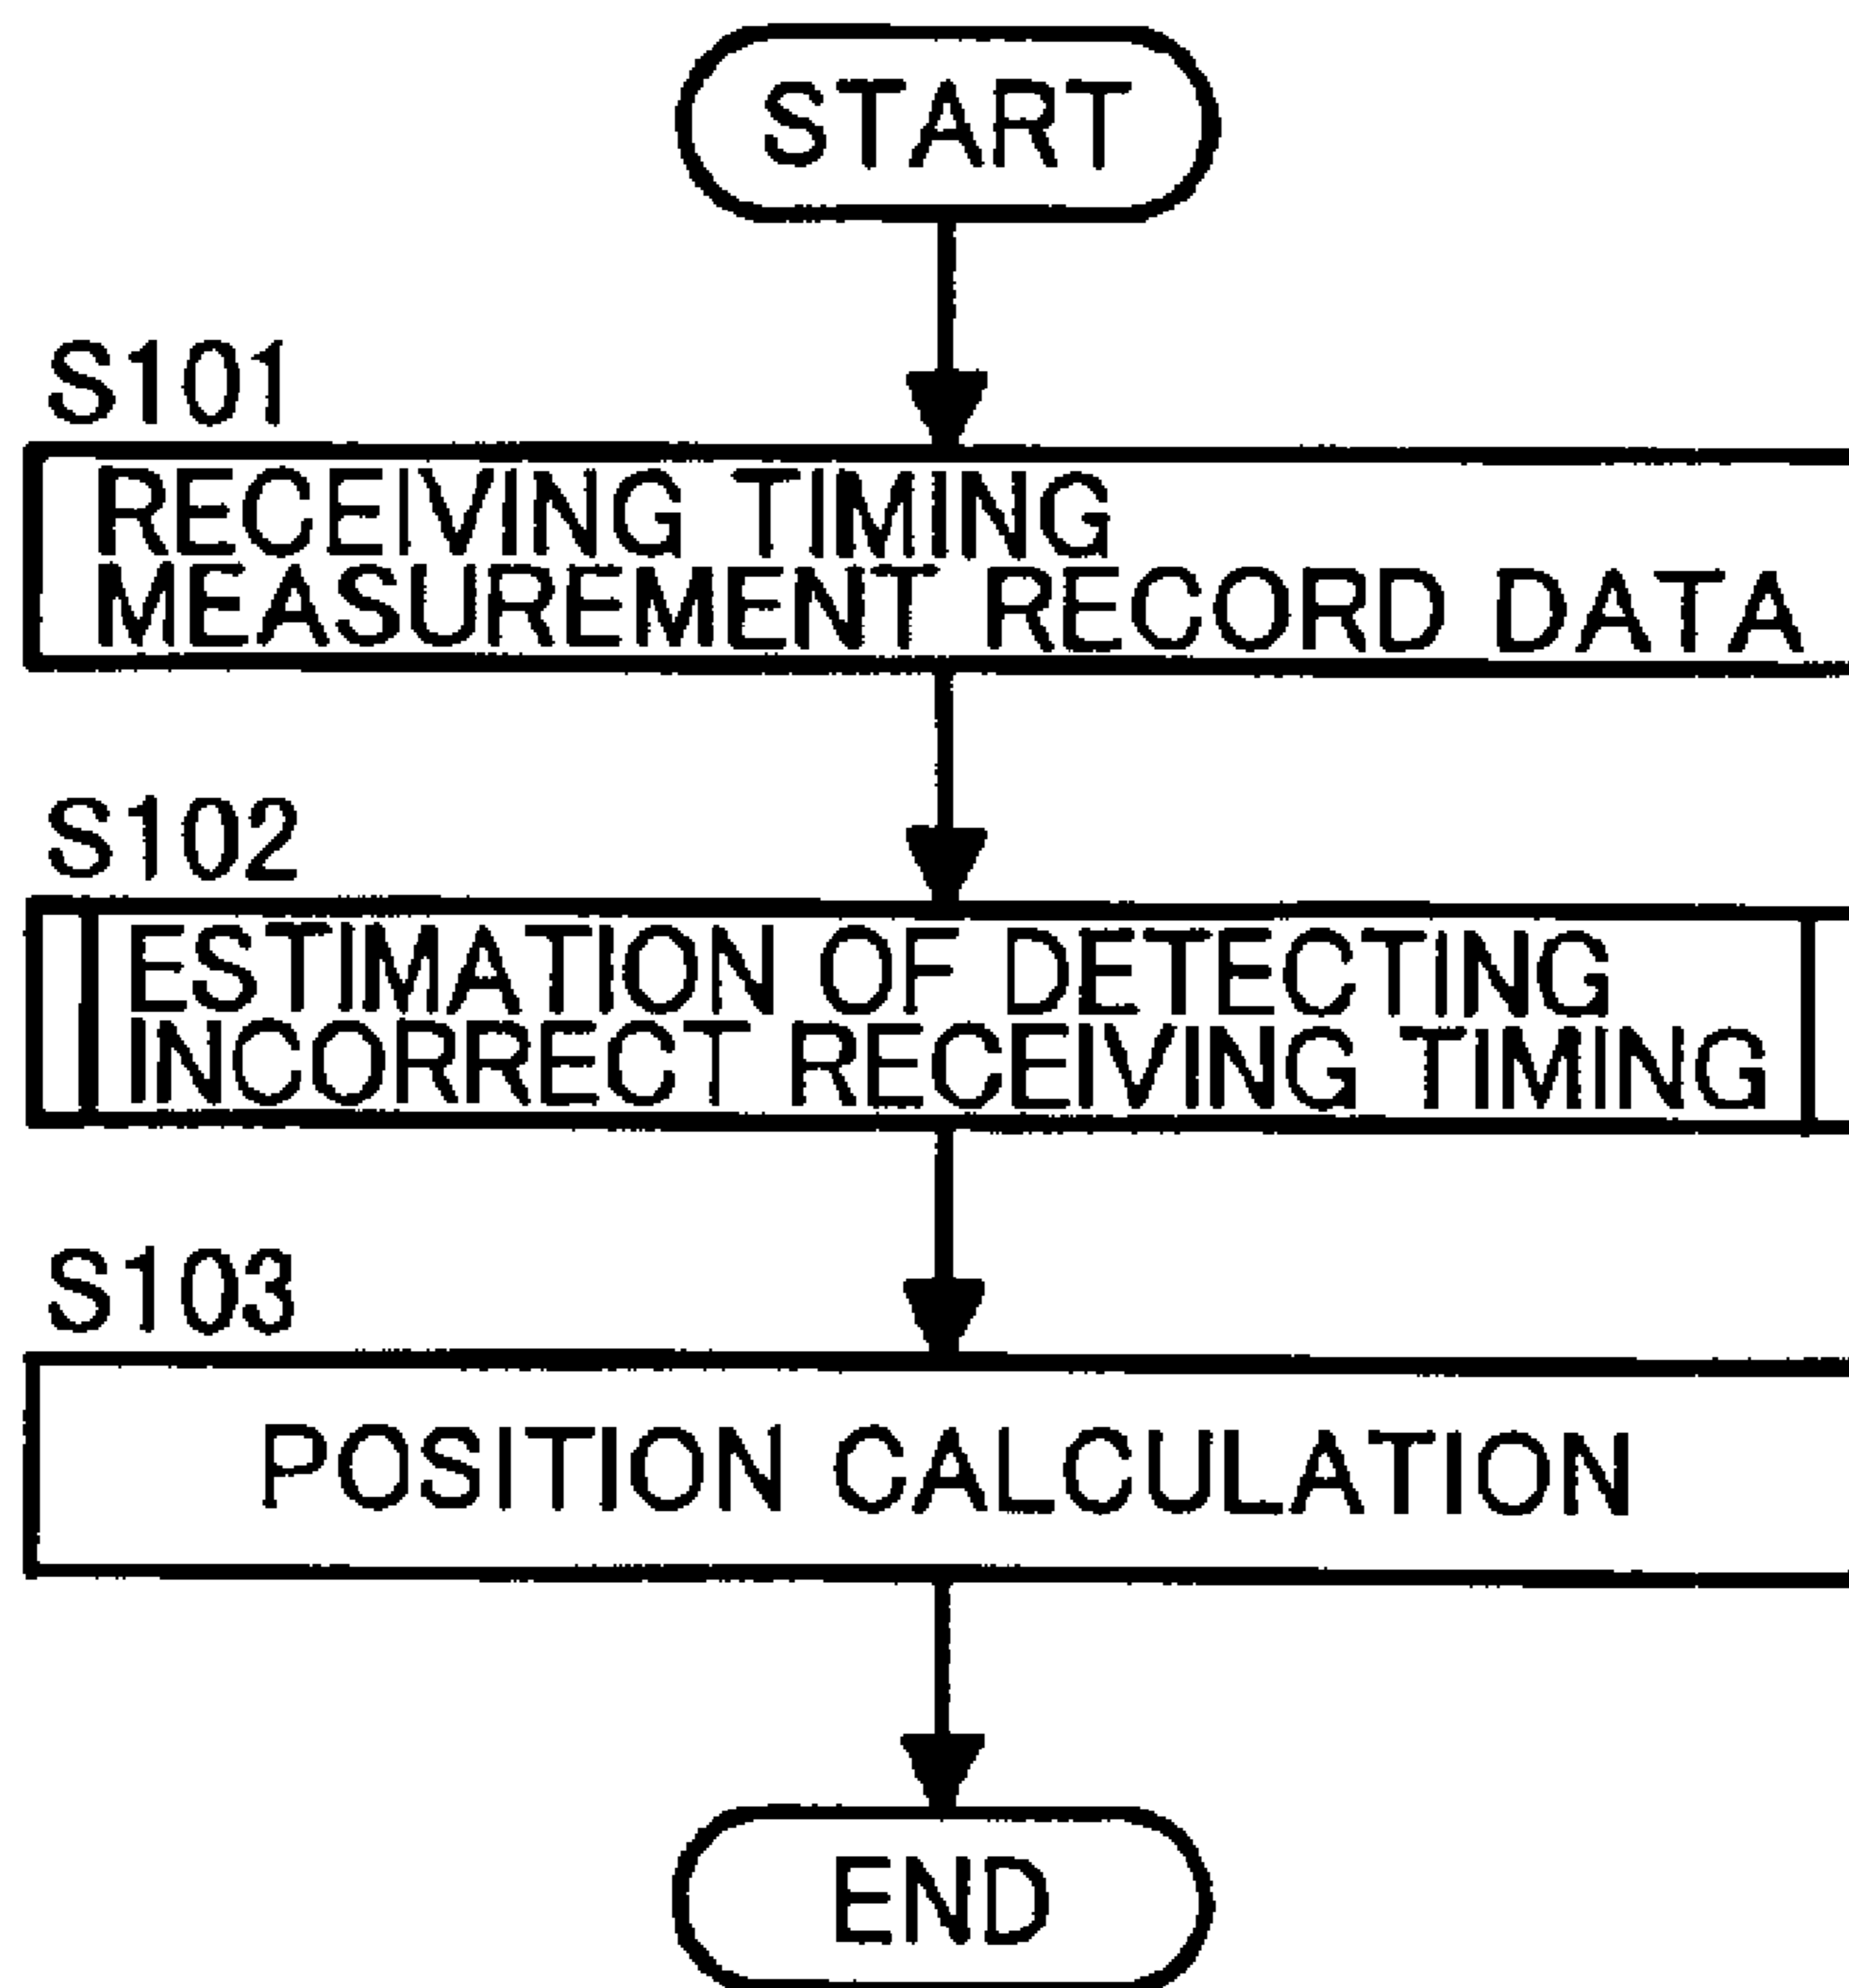 START
S101
RECEIVING TIMING
MEASUREMENT RECORD DATA
S102
ESTIMATION OF DETECTING
INCORRECT RECEIVING TIMING
S103
POSITION CALCULATION
END